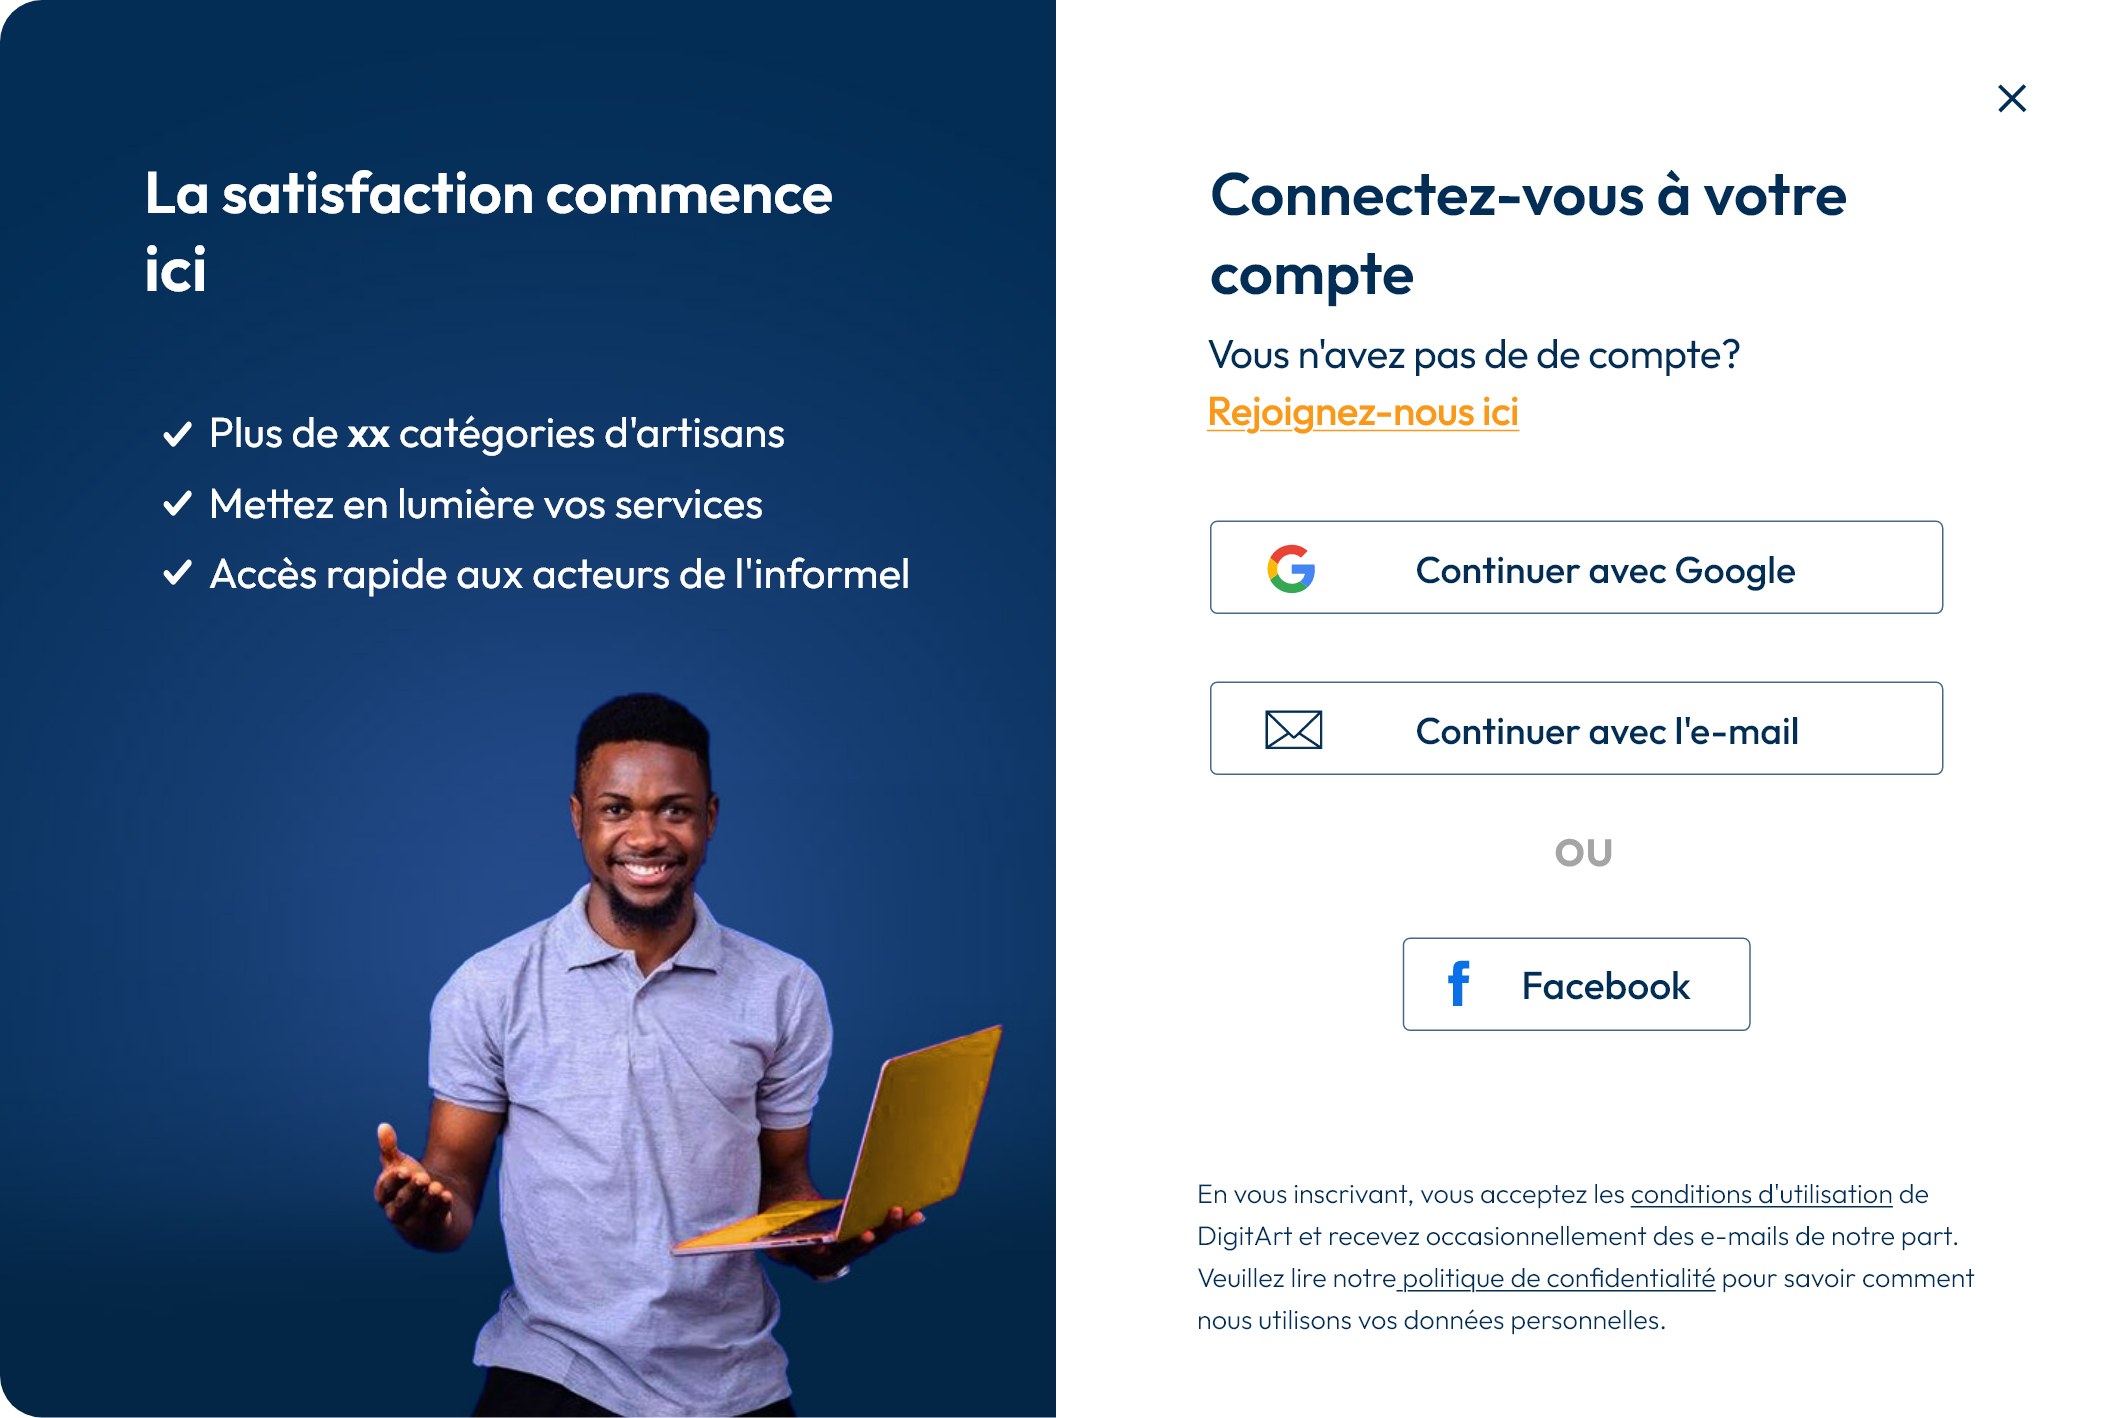 La satisfaction commence
ici
Plus de xx catégories d'artisans
Mettez en lumière vos services
Accès rapide aux acteurs de l'informel
Connectez-vous à votre
compte
Vous n'avez pas de de compte?
Rejoignez-nous ici
Continuer avec Google
Continuer avec l'e-mail
ou
Facebook
En vous inscrivant, vous acceptez les conditions d'utilisation de
DigitArt et recevez occasionnellement des e-mails de notre part.
Veuillez lire notre politique de confidentialité pour savoir comment
nous utilisons vos données personnelles.